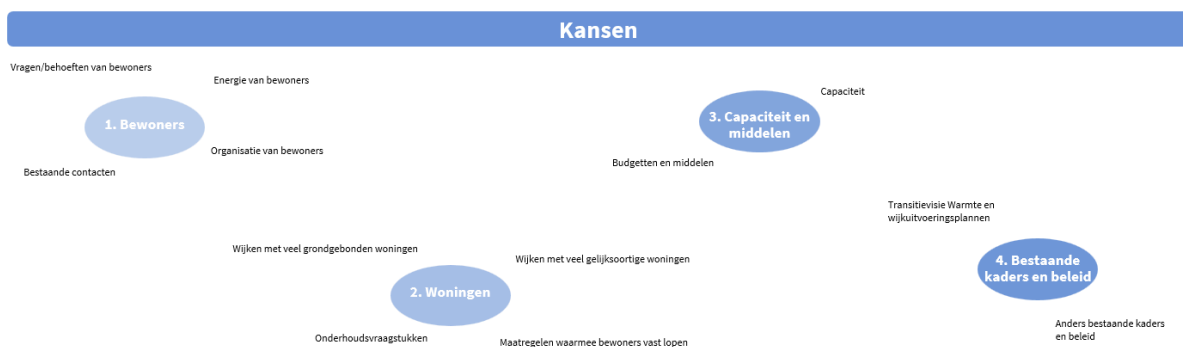 Kansen
Vragen/behoeften van bewoners
Energie van bewoners
1. Bewoners
Organisatie van bewoners
Bestaande contacten
Capaciteit
3. Capaciteit en
middelen
Budgetten en middelen
Wijken met veel grondgebonden woningen
Wijken met veel gelijksoortige woningen
2. Woningen
Onderhoudsvraagstukken
Maatregelen waarmee bewoners vast lopen
Transitievisie Warmte en
wijkuitvoeringsplannen
4. Bestaande
kaders en beleid
Anders bestaande kaders
en beleid